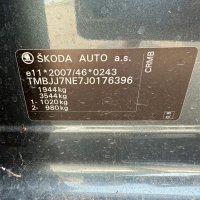 ŠKODA AUTO a.s.
e11*2007/46*0243
TMBJJ7NE7J0176396
1944kg
3544kg
1- 1020kg
2- 980kg
CRMB